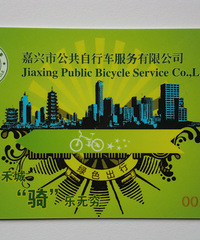 嘉兴市公共自行车服务有限公司
Jiaxing Public Bicycle Service Co.,L
绿色出行
禾城
“骑”乐无穷
00